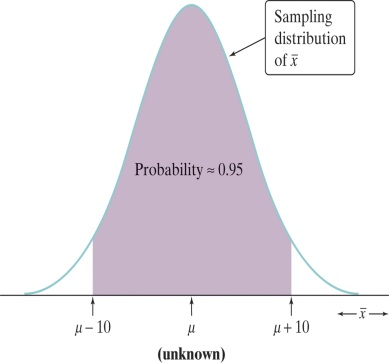 Sampling
distribution
of x̄
Probability ≈ 0.95
x̄
μ – 10
μ
μ + 10
(unknown)